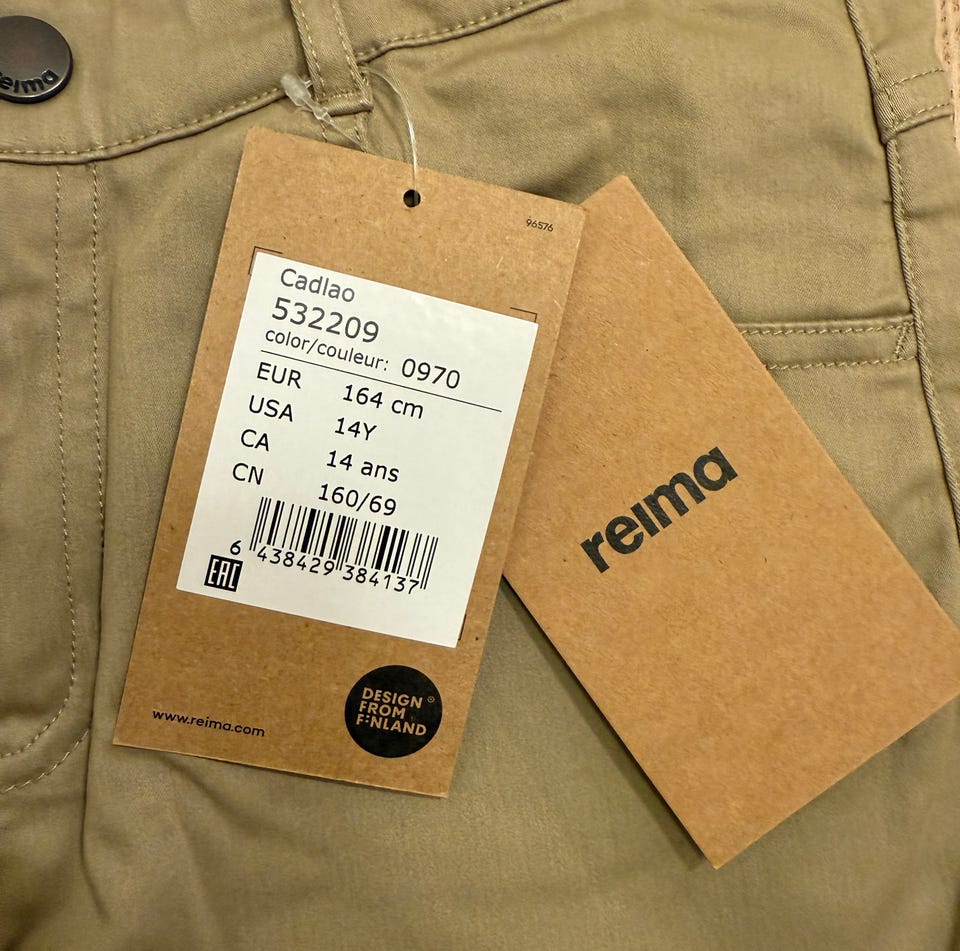 reima
96576
Cadlao
532209
color/couleur: 0970
EUR 164 cm
USA 14Y
CA 14 ans
CN 160/69
6 438429 384137
EAC
www.reima.com
DESIGN
FROM
FINLAND
reima